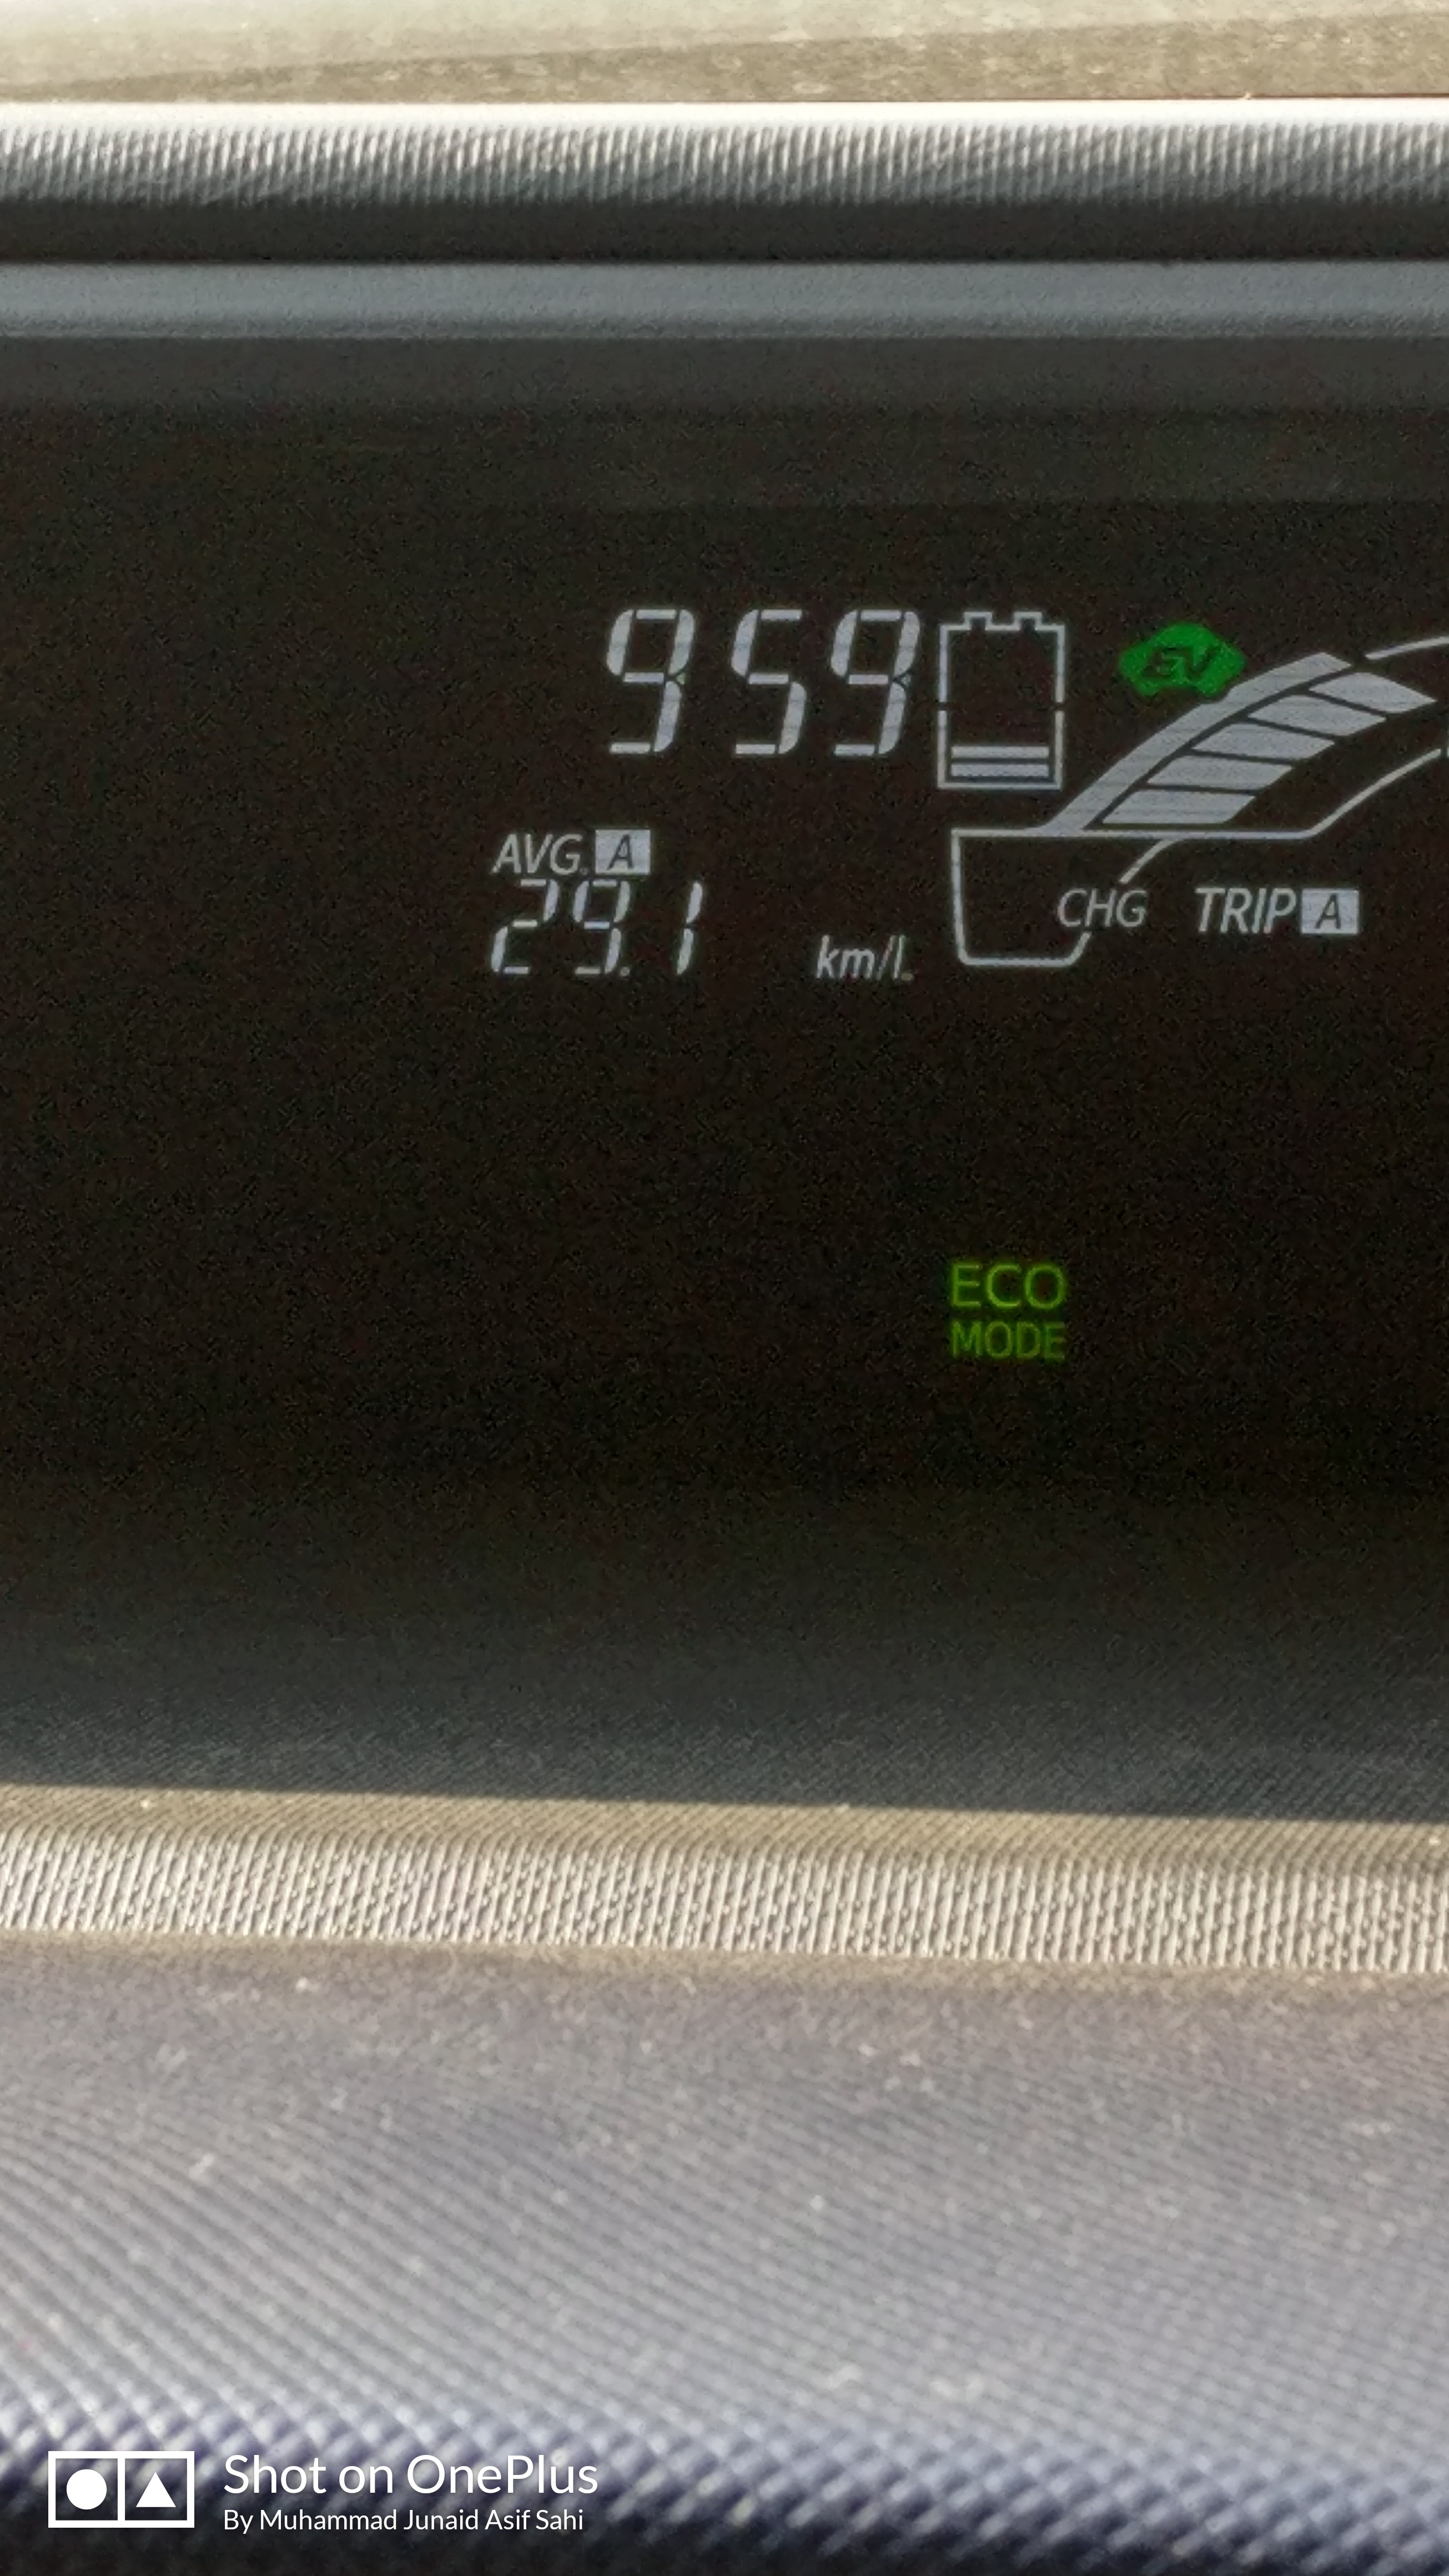 959
EV
AVG. A
29.1 km/l.
CHG TRIP A
ECO
MODE
Shot on OnePlus
By Muhammad Junaid Asif Sahi